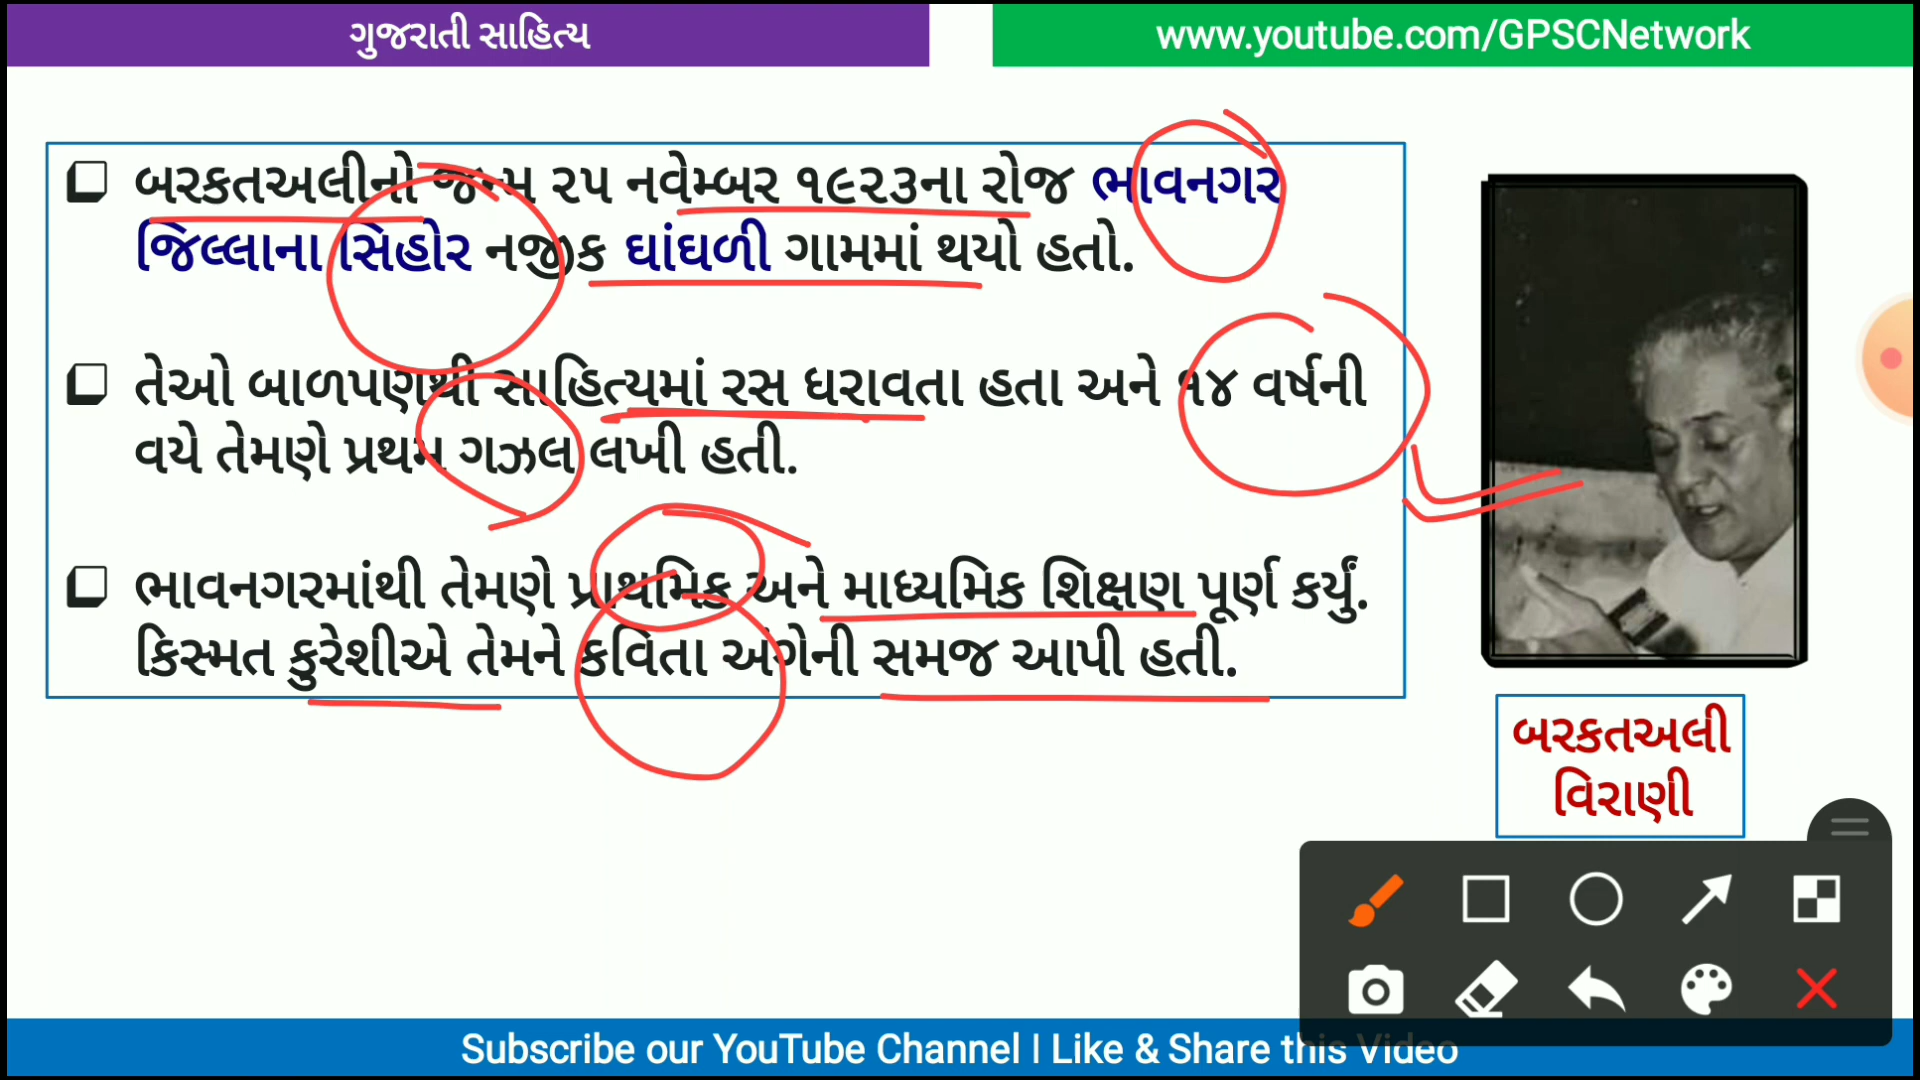 ગુજરાતી સાહિત્ય
www.youtube.com/GPSCNetwork
બરકતઅલીનો જન્મ ૨૫ નવેમ્બર ૧૯૨૩ના રોજ ભાવનગર
જિલ્લાના સિહોર નજીક ઘાંઘળી ગામમાં થયો હતો.
તેઓ બાળપણથી સાહિત્યમાં રસ ધરાવતા હતા અને ૧૪ વર્ષની
વયે તેમણે પ્રથમ ગઝલ લખી હતી.
ભાવનગરમાંથી તેમણે પ્રાથમિક અને માધ્યમિક શિક્ષણ પૂર્ણ કર્યું.
કિસ્મત કુરેશીએ તેમને કવિતા અંગેની સમજ આપી હતી.
બરકતઅલી
વિરાણી
Subscribe our YouTube Channel | Like & Share this Video